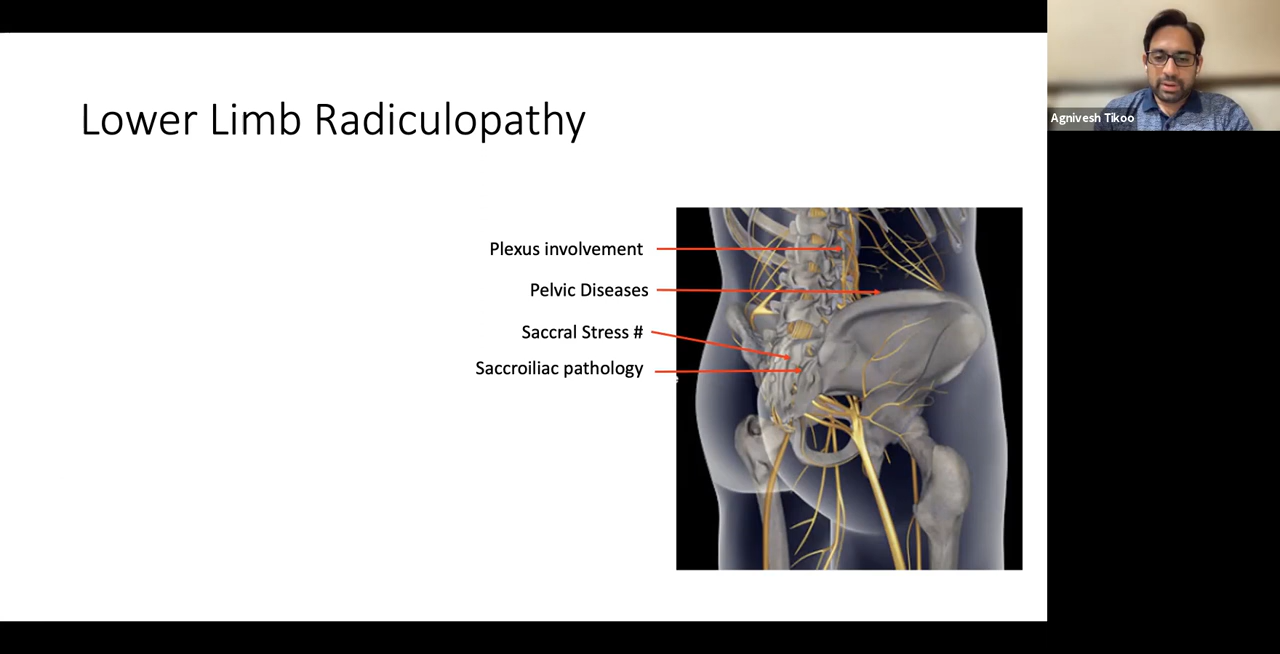 Lower Limb Radiculopathy
Plexus involvement
Pelvic Diseases
Saccral Stress #
Saccroiliac pathology
Agnivesh Tikoo